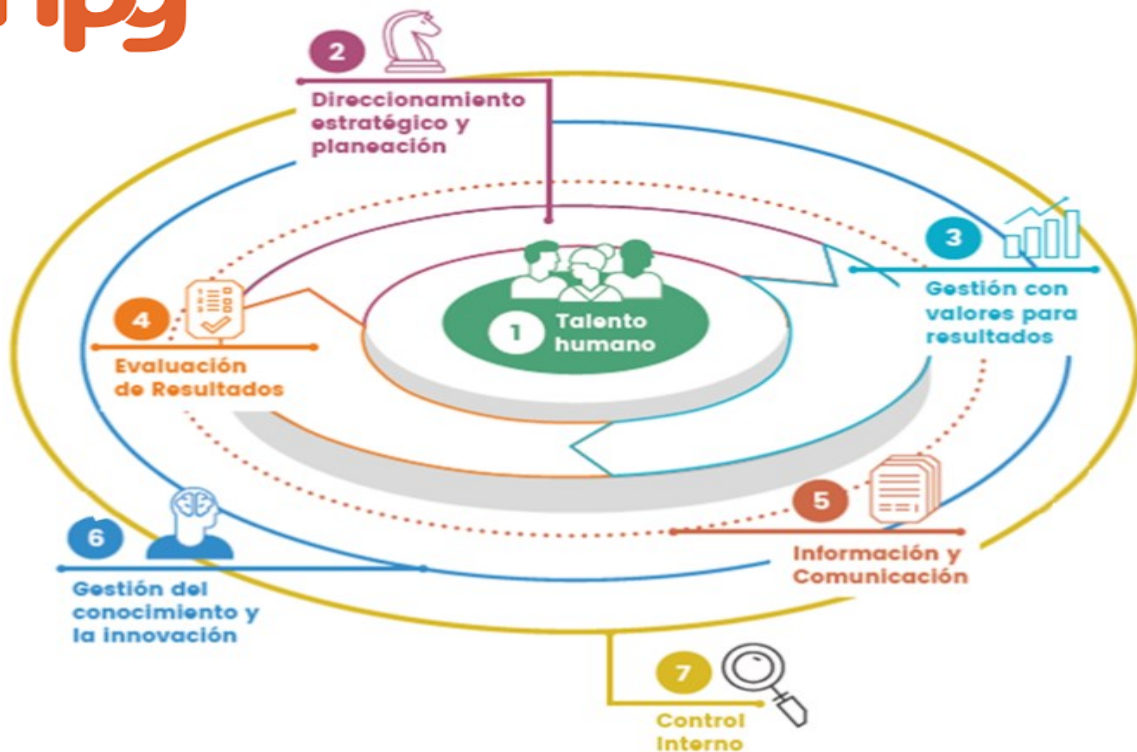 mpg
2
Direccionamiento
estratégico y
planeación
3
Gestión con
valores para
resultados
1
Talento
humano
4
Evaluación
de Resultados
5
Información y
Comunicación
6
Gestión del
conocimiento y
la innovación
7
Control
Interno